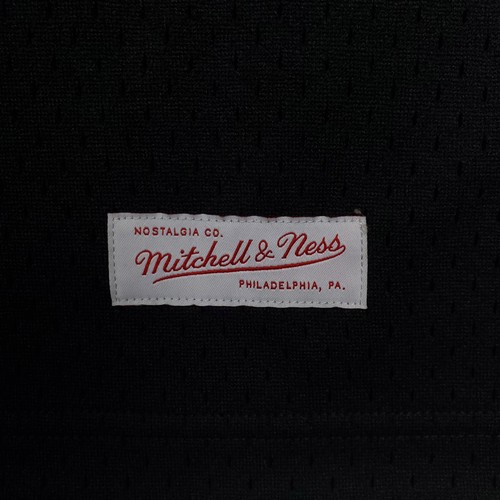 NOSTALGIA CO.
Mitchell & Ness
PHILADELPHIA, PA.